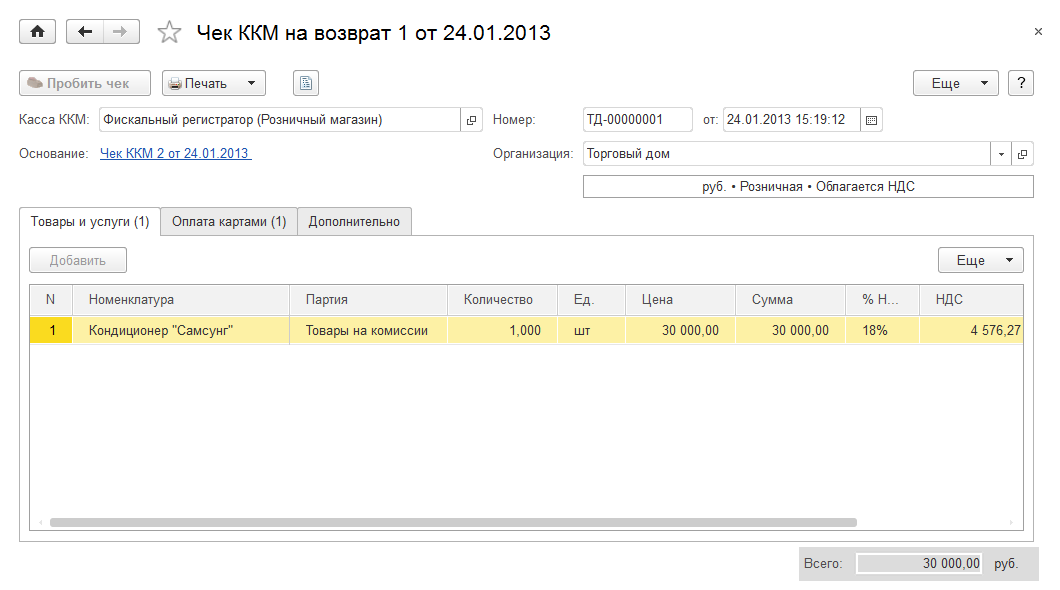 Чек ККМ на возврат 1 от 24.01.2013
Пробить чек Печать Еще ?
Касса ККМ: Фискальный регистратор (Розничный магазин) Номер: ТД-00000001 от: 24.01.2013 15:19:12
Основание: Чек ККМ 2 от 24.01.2013 Организация: Торговый дом
руб. • Розничная • Облагается НДС
Товары и услуги (1) Оплата картами (1) Дополнительно
Добавить Еще
N Номенклатура Партия Количество Ед. Цена Сумма % Н... НДС
1 Кондиционер "Самсунг" Товары на комиссии 1,000 шт 30 000,00 30 000,00 18% 4 576,27
Всего: 30 000,00 руб.